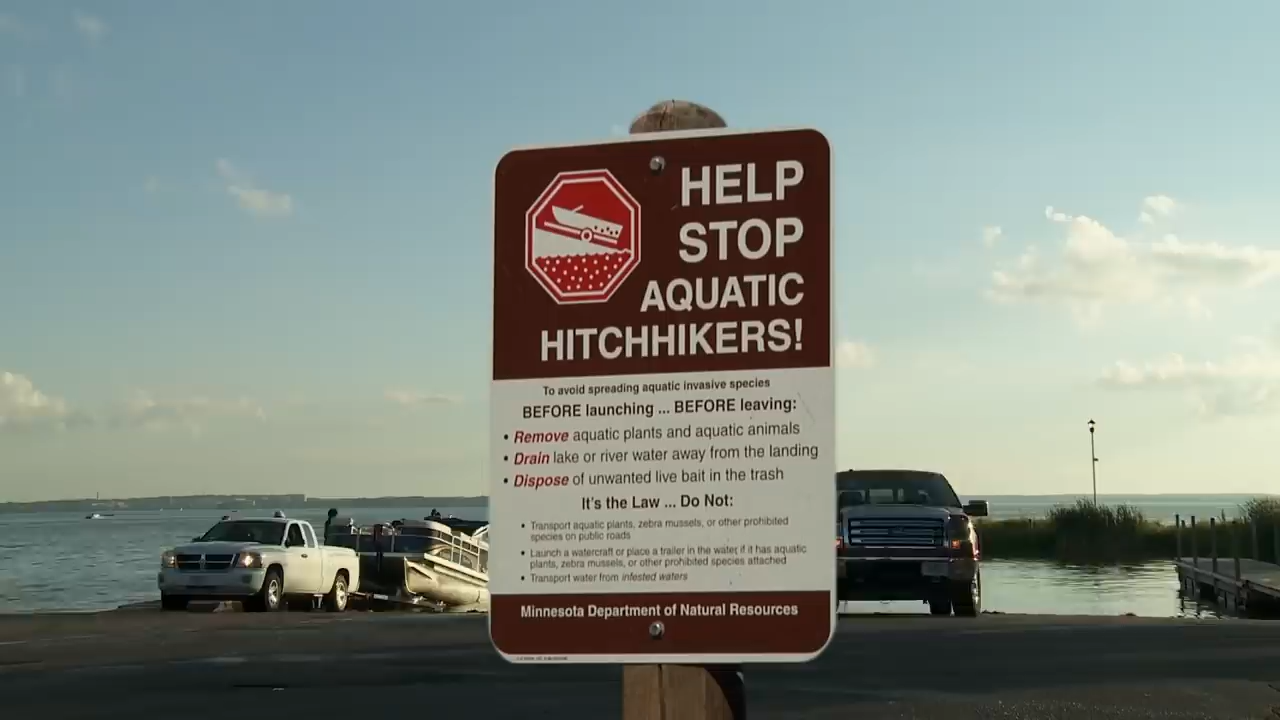 HELP
STOP
AQUATIC
HITCHHIKERS!
To avoid spreading aquatic invasive species
BEFORE launching ... BEFORE leaving:
• Remove aquatic plants and aquatic animals
• Drain lake or river water away from the landing
• Dispose of unwanted live bait in the trash
It's the Law ... Do Not:
• Transport aquatic plants, zebra mussels, or other prohibited
species on public roads
• Launch a watercraft or place a trailer in the water if it has aquatic
plants, zebra mussels, or other prohibited species attached
• Transport water from infested waters
Minnesota Department of Natural Resources